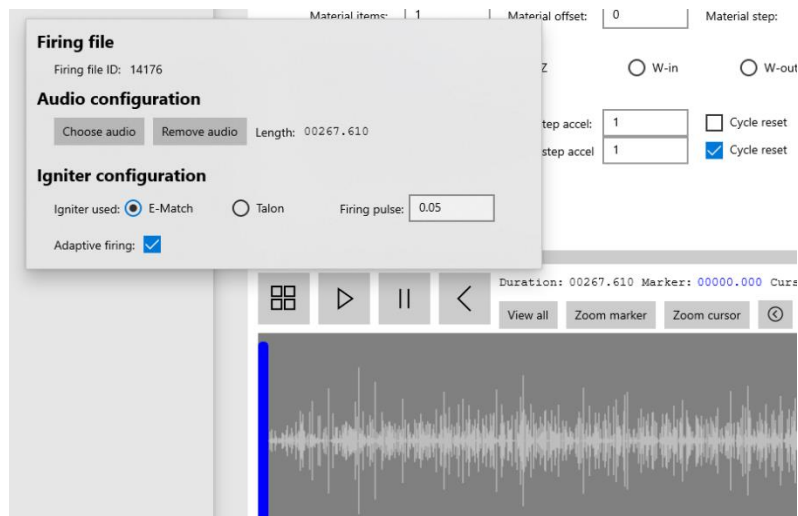 Material items: 1 Material offset: 0 Material step:
Firing file
Firing file ID: 14176
Z W-in W-out
Audio configuration
Choose audio Remove audio Length: 00267.610
tep accel: 1 Cycle reset
step accel 1 Cycle reset
Igniter configuration
Igniter used: E-Match Talon Firing pulse: 0.05
Adaptive firing:
Duration: 00267.610 Marker: 00000.000 Curs
View all Zoom marker Zoom cursor